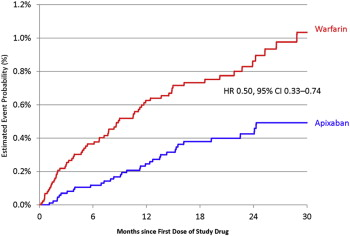 1.2%
Warfarin
1.0%
0.8%
HR 0.50, 95% CI 0.33–0.74
0.6%
Apixaban
0.4%
0.2%
0.0%
0 6 12 18 24 30
Months since First Dose of Study Drug
Estimated Event Probability (%)